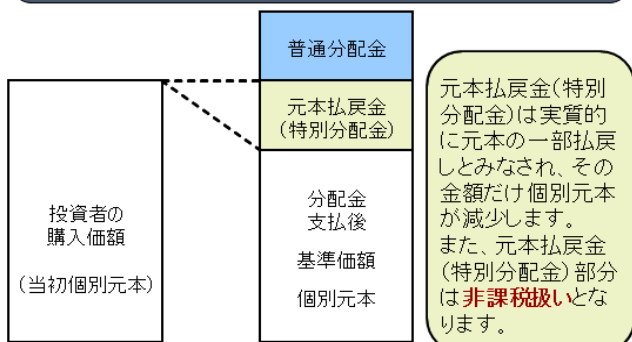 普通分配金
元本払戻金
(特別分配金)
投資者の
購入価額
(当初個別元本)
分配金
支払後
基準価額
個別元本
元本払戻金(特別
分配金)は実質的
に元本の一部払戻
しとみなされ、その
金額だけ個別元本
が減少します。
また、元本払戻金
(特別分配金)部分
は非課税扱いとな
ります。